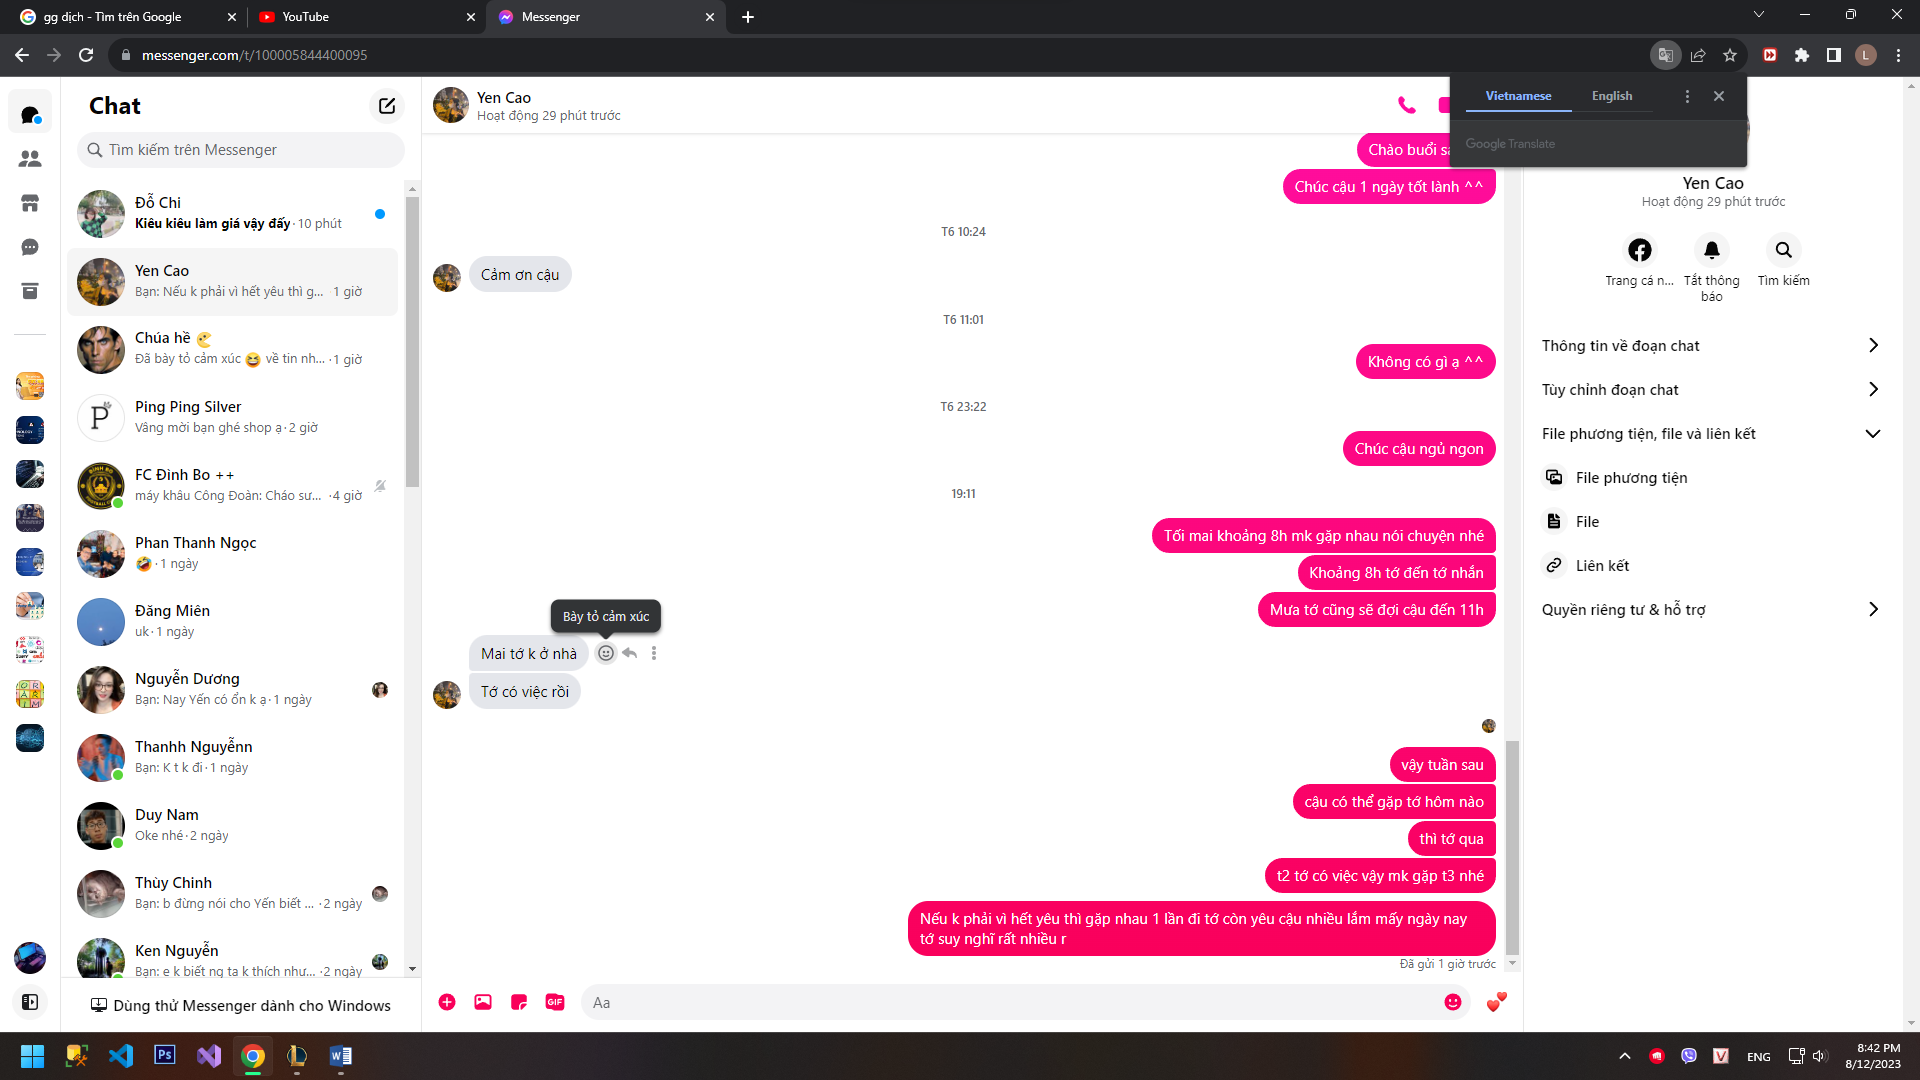 gg dịch - Tìm trên Google
YouTube
Messenger
messenger.com/t/100005844400095
L
Vietnamese
English
Google Translate
Chat
Tìm kiếm trên Messenger
Đỗ Chi
Kiêu kiêu làm giá vậy đấy · 10 phút
Yen Cao
Bạn: Nếu k phải vì hết yêu thì g... · 1 giờ
Chúa hề
Đã bày tỏ cảm xúc 😆 về tin nh... · 1 giờ
Ping Ping Silver
Vâng mời bạn ghé shop ạ · 2 giờ
FC Đình Bo ++
máy khâu Công Đoàn: Cháo sư... · 4 giờ
Phan Thanh Ngọc
🤣 · 1 ngày
Đăng Miên
uk · 1 ngày
Nguyễn Dương
Bạn: Nay Yến có ổn k ạ · 1 ngày
Thanhh Nguyễnn
Bạn: K t k đi · 1 ngày
Duy Nam
Oke nhé · 2 ngày
Thùy Chinh
Bạn: b đừng nói cho Yến biết ... · 2 ngày
Ken Nguyễn
Bạn: e k biết ng ta k thích như... · 2 ngày
Dùng thử Messenger dành cho Windows
Yen Cao
Hoạt động 29 phút trước
Chào buổi sá
Chúc cậu 1 ngày tốt lành ^^
T6 10:24
Cảm ơn cậu
T6 11:01
Không có gì ạ ^^
T6 23:22
Chúc cậu ngủ ngon
19:11
Tối mai khoảng 8h mk gặp nhau nói chuyện nhé
Khoảng 8h tớ đến tớ nhắn
Mưa tớ cũng sẽ đợi cậu đến 11h
Bày tỏ cảm xúc
Mai tớ k ở nhà
Tớ có việc rồi
vậy tuần sau
cậu có thể gặp tớ hôm nào
thì tớ qua
t2 tớ có việc vậy mk gặp t3 nhé
Nếu k phải vì hết yêu thì gặp nhau 1 lần đi tớ còn yêu cậu nhiều lắm mấy ngày nay
tớ suy nghĩ rất nhiều r
Đã gửi 1 giờ trước
GIF
Aa
Yen Cao
Hoạt động 29 phút trước
Trang cá n...
Tắt thông
báo
Tìm kiếm
Thông tin về đoạn chat
Tùy chỉnh đoạn chat
File phương tiện, file và liên kết
File phương tiện
File
Liên kết
Quyền riêng tư & hỗ trợ
Ps
ENG
8:42 PM
8/12/2023